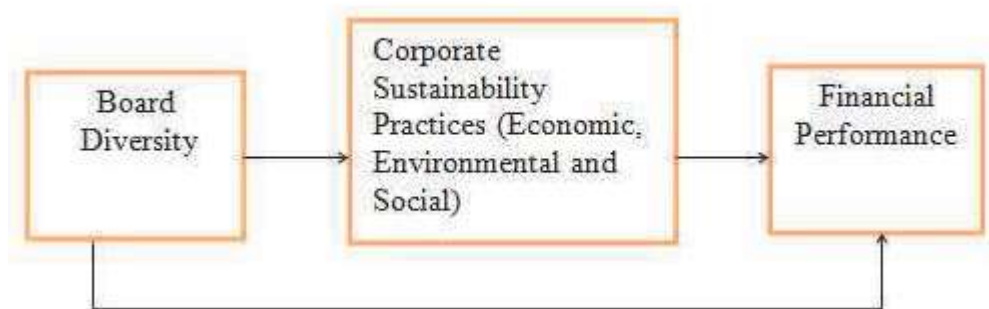 Board
Diversity
Corporate
Sustainability
Practices (Economic,
Environmental and
Social)
Financial
Performance